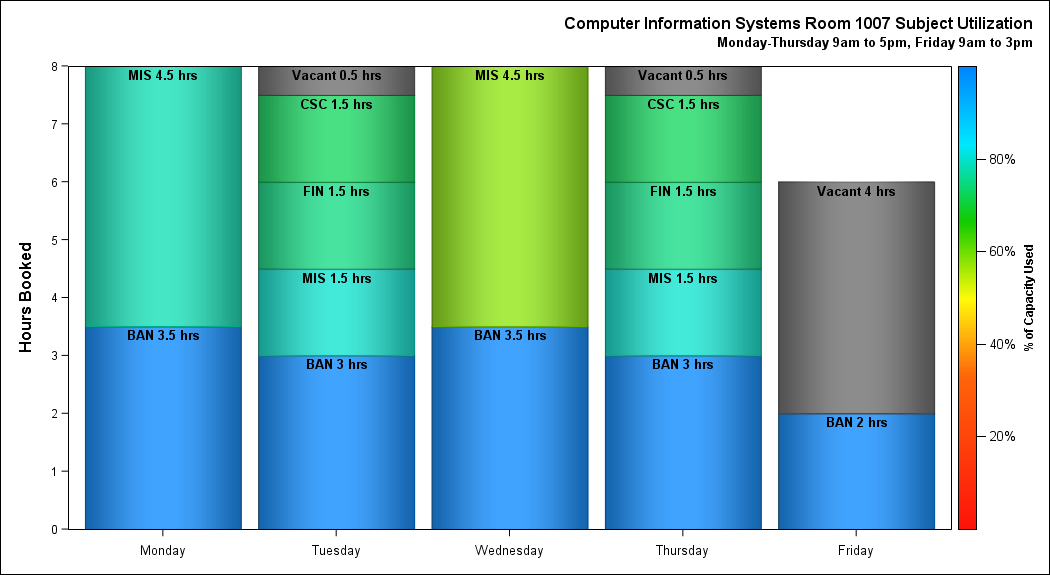 Computer Information Systems Room 1007 Subject Utilization
Monday-Thursday 9am to 5pm, Friday 9am to 3pm
Hours Booked
8
7
6
5
4
3
2
1
0
MIS 4.5 hrs
BAN 3.5 hrs
Vacant 0.5 hrs
CSC 1.5 hrs
FIN 1.5 hrs
MIS 1.5 hrs
BAN 3 hrs
MIS 4.5 hrs
BAN 3.5 hrs
Vacant 0.5 hrs
CSC 1.5 hrs
FIN 1.5 hrs
MIS 1.5 hrs
BAN 3 hrs
Vacant 4 hrs
BAN 2 hrs
Monday
Tuesday
Wednesday
Thursday
Friday
80%
60%
40%
20%
% of Capacity Used